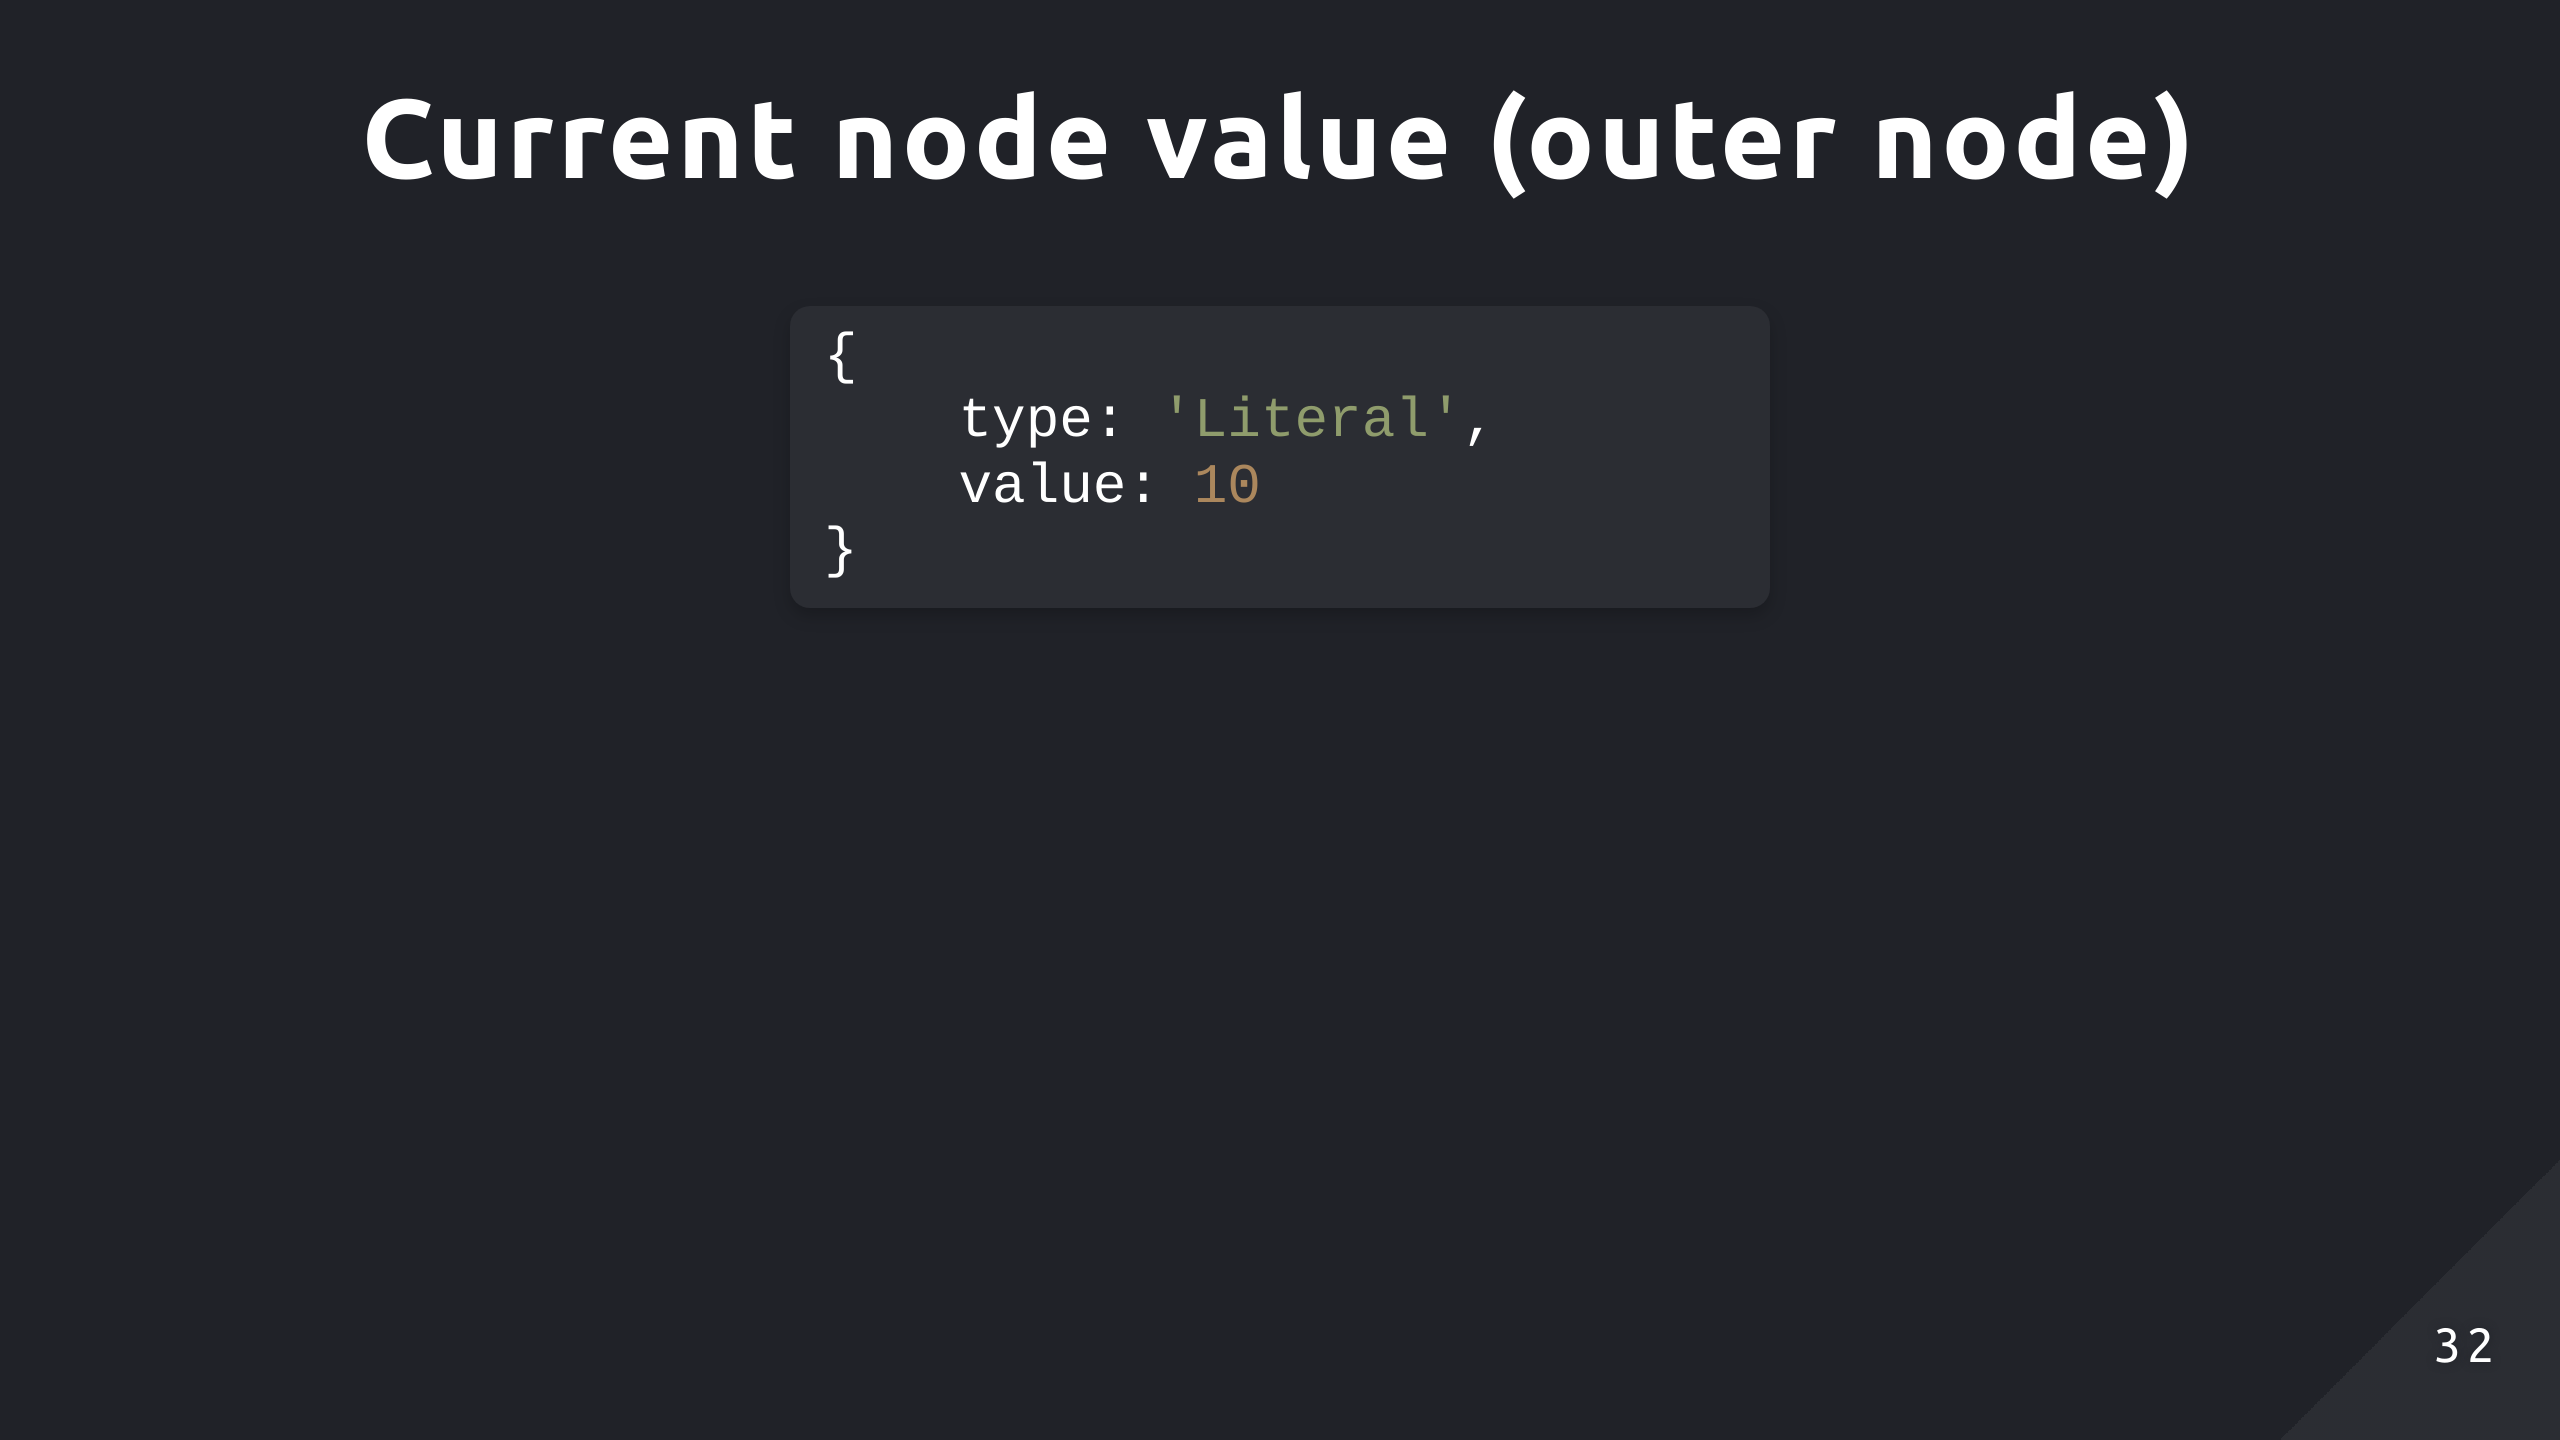 Current node value (outer node)
{
    type: 'Literal',
    value: 10
}
32